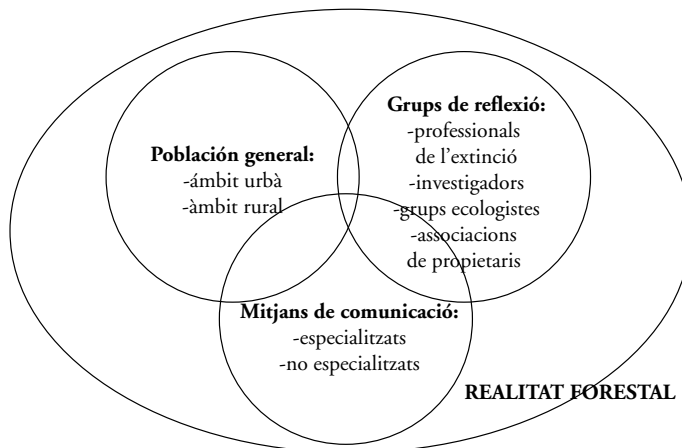 Población general:
-ámbit urbà
-àmbit rural
Grups de reflexió:
-professionals
de l’extinció
-investigadors
-grups ecologistes
-associacions
de propietaris
Mitjans de comunicació:
-especialitzats
-no especialitzats
REALITAT FORESTAL